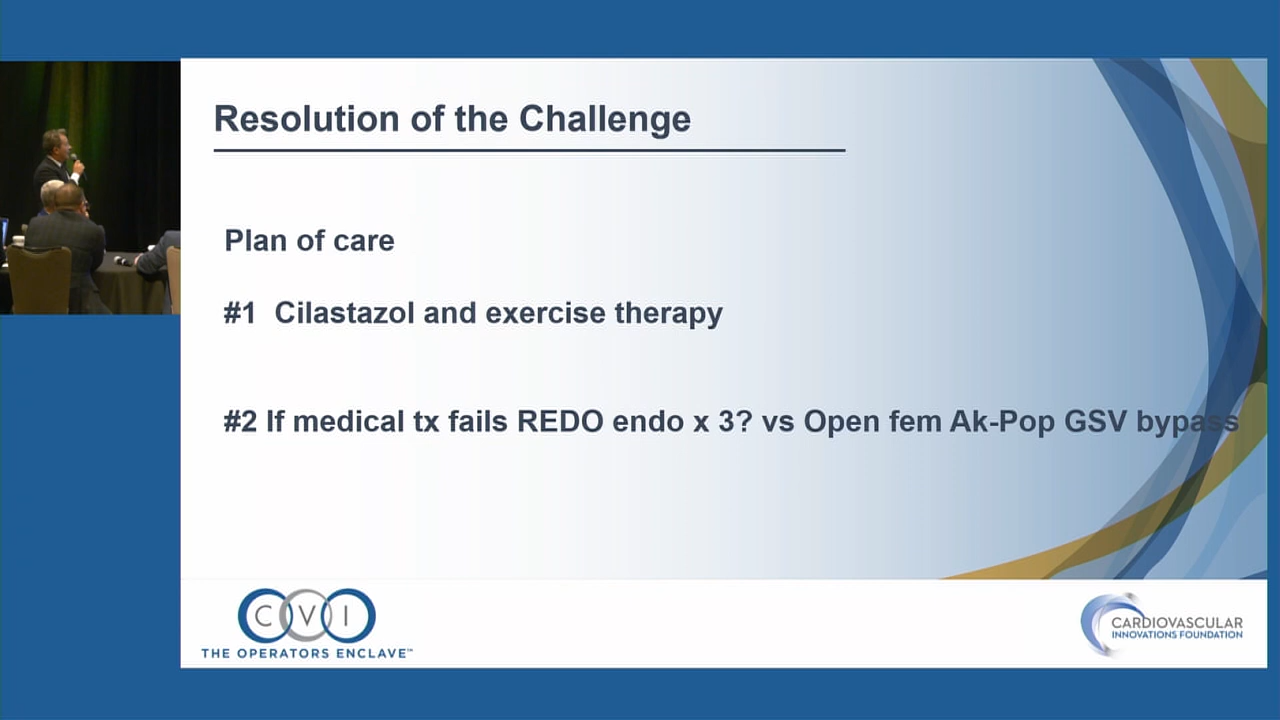 Resolution of the Challenge
Plan of care
#1 Cilastazol and exercise therapy
#2 If medical tx fails REDO endo x 3? vs Open fem Ak-Pop GSV bypass
CVI
THE OPERATORS ENCLAVE™
CARDIOVASCULAR
INNOVATIONS FOUNDATION